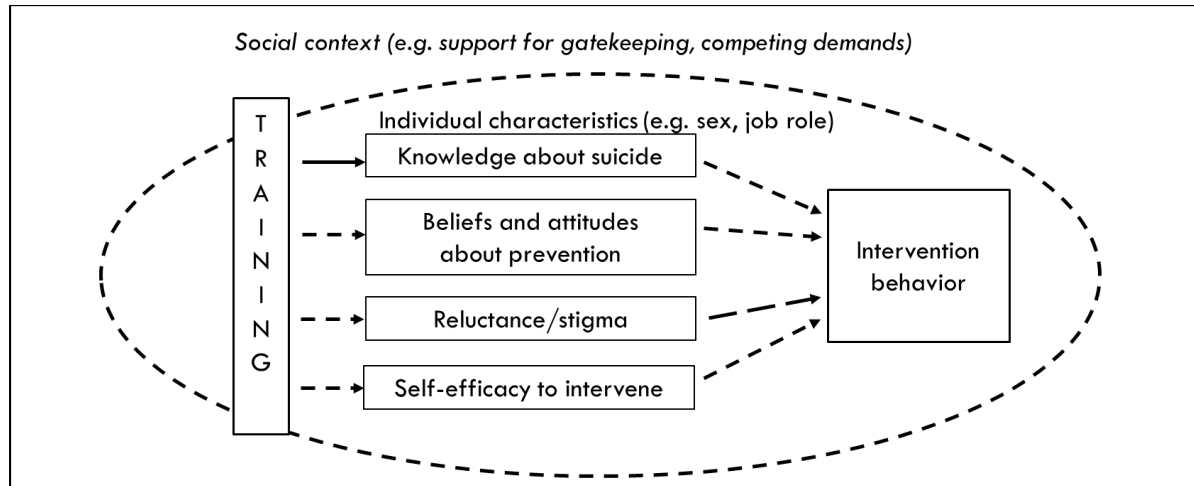 Social context (e.g. support for gatekeeping, competing demands)
TRAINING
Individual characteristics (e.g. sex, job role)
Knowledge about suicide
Beliefs and attitudes
about prevention
Reluctance/stigma
Self-efficacy to intervene
Intervention
behavior